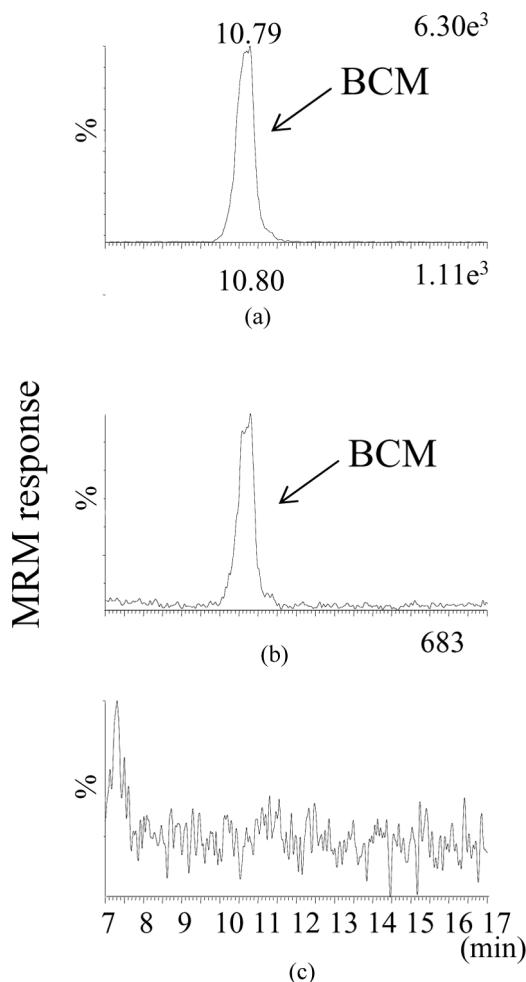 10.79 6.30e³
BCM
%
10.80 1.11e³
(a)
MRM response
BCM
%
683
(b)
%
7 8 9 10 11 12 13 14 15 16 17
(min)
(c)